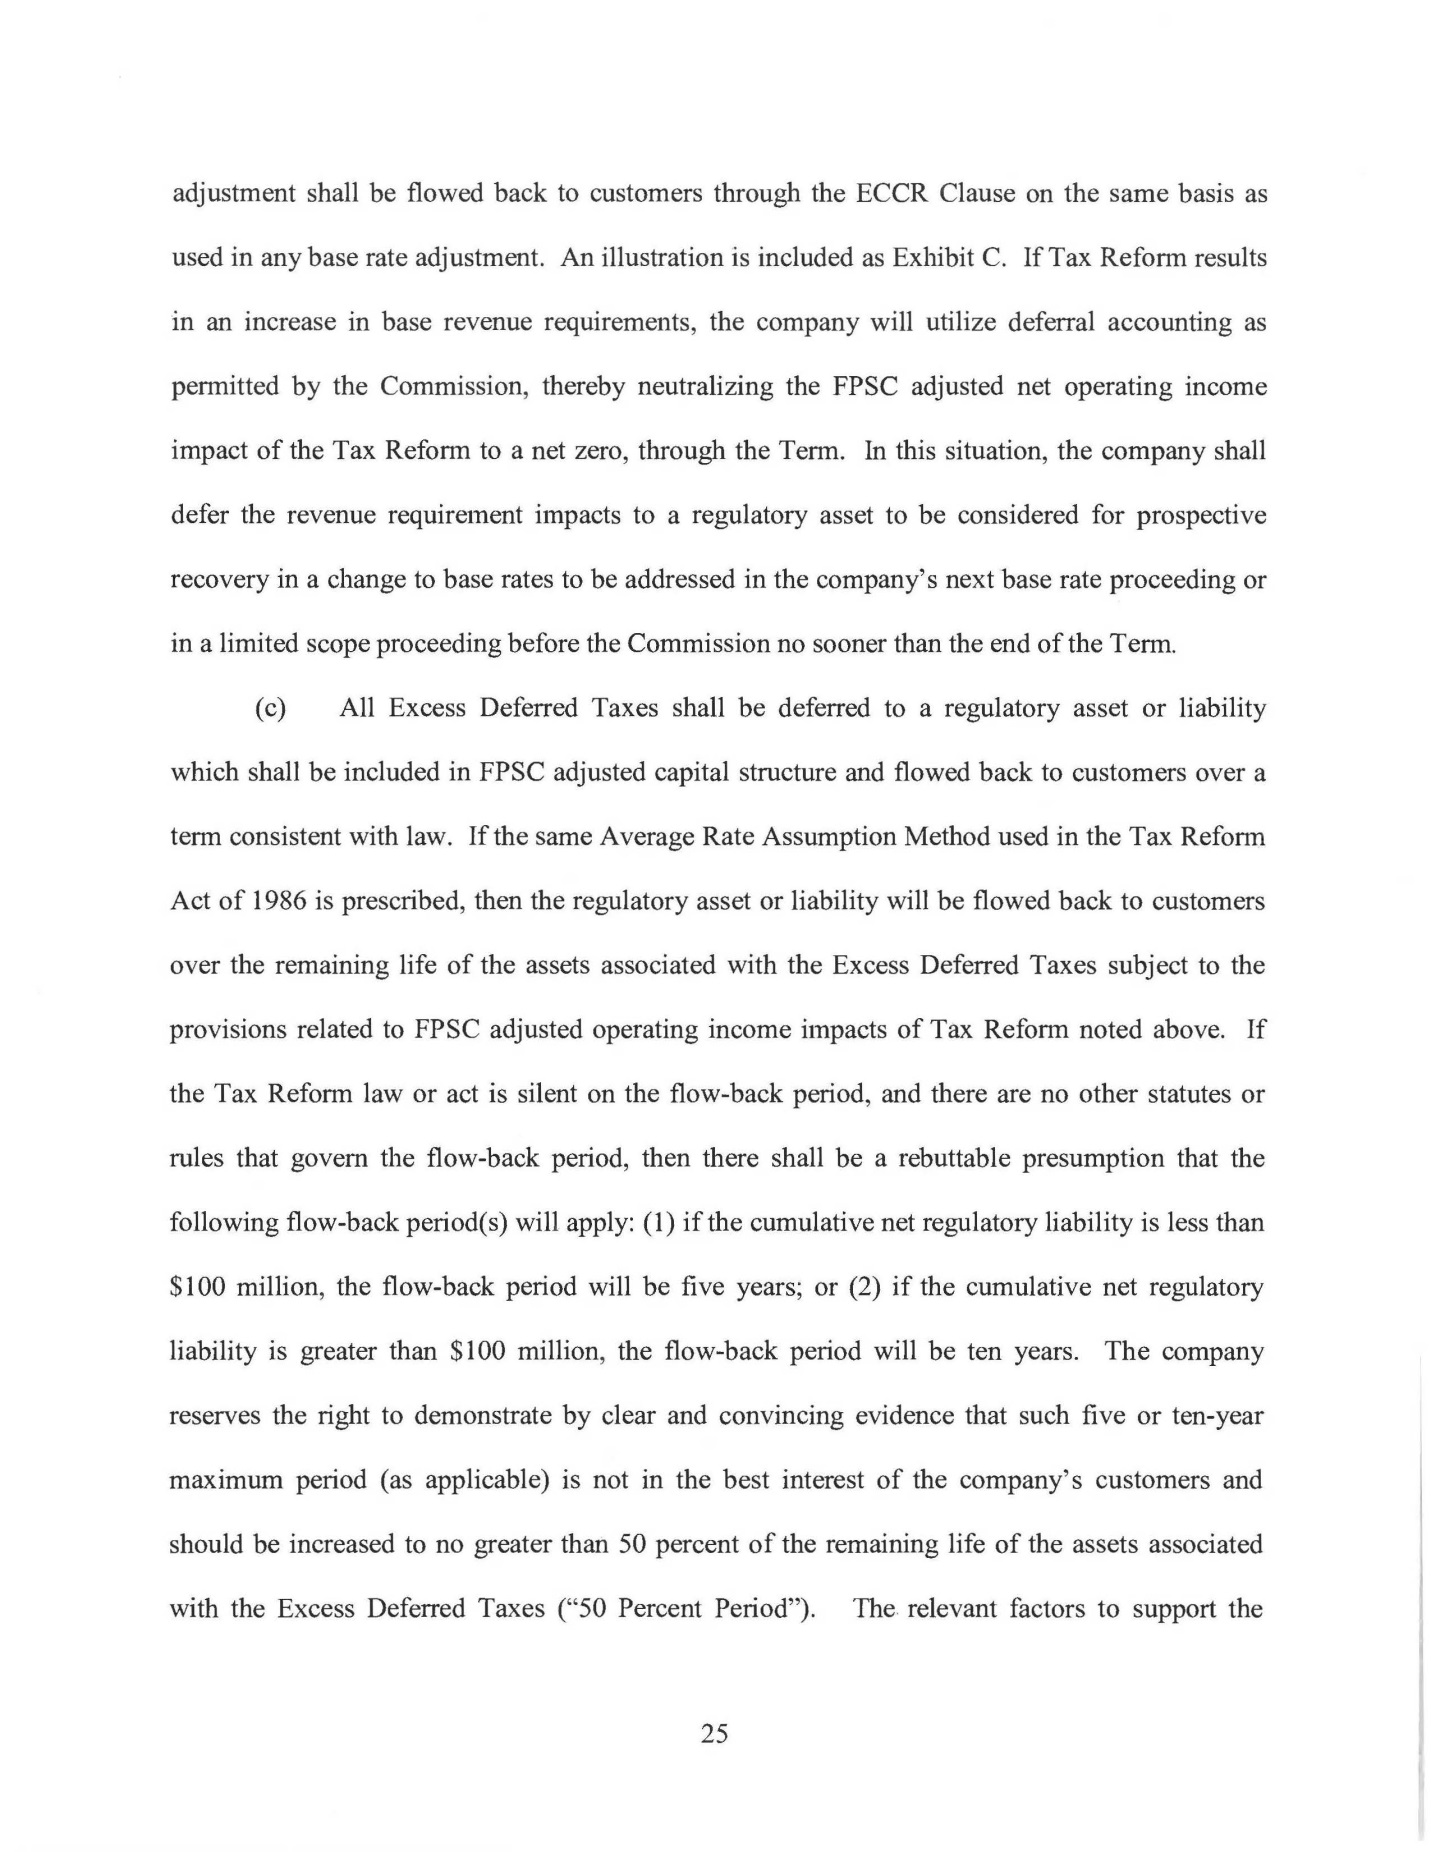 adjustment shall be flowed back to customers through the ECCR Clause on the same basis as
used in any base rate adjustment. An illustration is included as Exhibit C. If Tax Reform results
in an increase in base revenue requirements, the company will utilize deferral accounting as
permitted by the Commission, thereby neutralizing the FPSC adjusted net operating income
impact of the Tax Reform to a net zero, through the Term. In this situation, the company shall
defer the revenue requirement impacts to a regulatory asset to be considered for prospective
recovery in a change to base rates to be addressed in the company's next base rate proceeding or
in a limited scope proceeding before the Commission no sooner than the end of the Term.
(c) All Excess Deferred Taxes shall be deferred to a regulatory asset or liability
which shall be included in FPSC adjusted capital structure and flowed back to customers over a
term consistent with law. If the same Average Rate Assumption Method used in the Tax Reform
Act of 1986 is prescribed, then the regulatory asset or liability will be flowed back to customers
over the remaining life of the assets associated with the Excess Deferred Taxes subject to the
provisions related to FPSC adjusted operating income impacts of Tax Reform noted above. If
the Tax Reform law or act is silent on the flow-back period, and there are no other statutes or
rules that govern the flow-back period, then there shall be a rebuttable presumption that the
following flow-back period(s) will apply: (1) if the cumulative net regulatory liability is less than
$100 million, the flow-back period will be five years; or (2) if the cumulative net regulatory
liability is greater than $100 million, the flow-back period will be ten years. The company
reserves the right to demonstrate by clear and convincing evidence that such five or ten-year
maximum period (as applicable) is not in the best interest of the company's customers and
should be increased to no greater than 50 percent of the remaining life of the assets associated
with the Excess Deferred Taxes ("50 Percent Period"). The relevant factors to support the
25